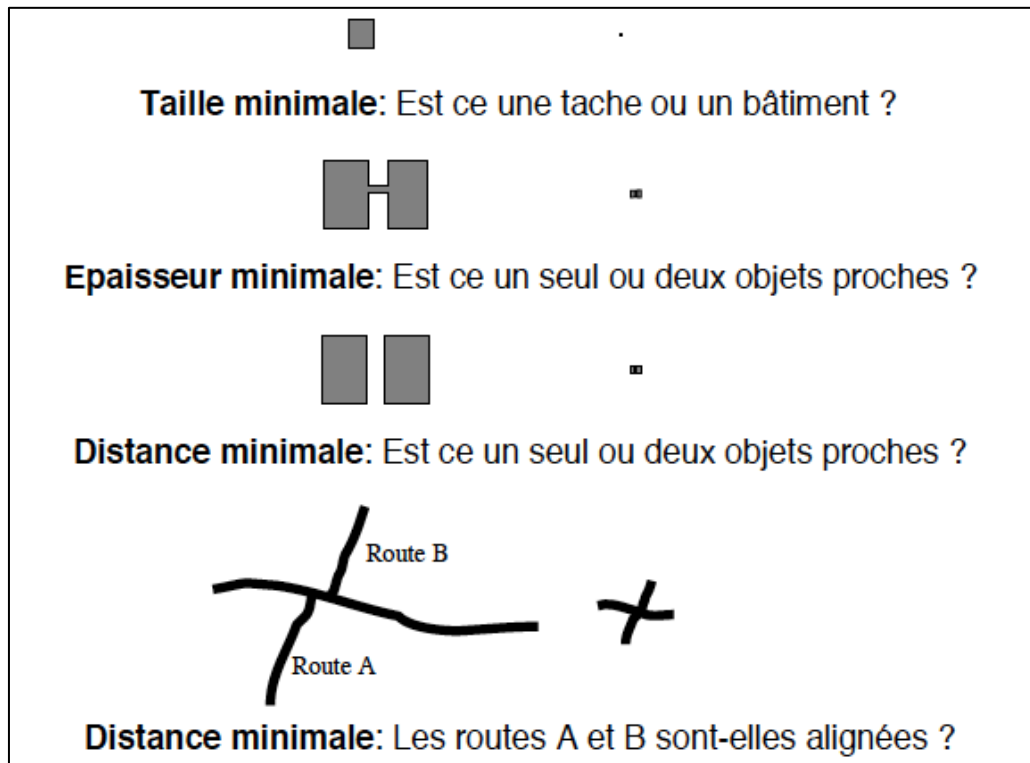 Taille minimale: Est ce une tache ou un bâtiment ?
Epaisseur minimale: Est ce un seul ou deux objets proches ?
Distance minimale: Est ce un seul ou deux objets proches ?
Route B
Route A
Distance minimale: Les routes A et B sont-elles alignées ?